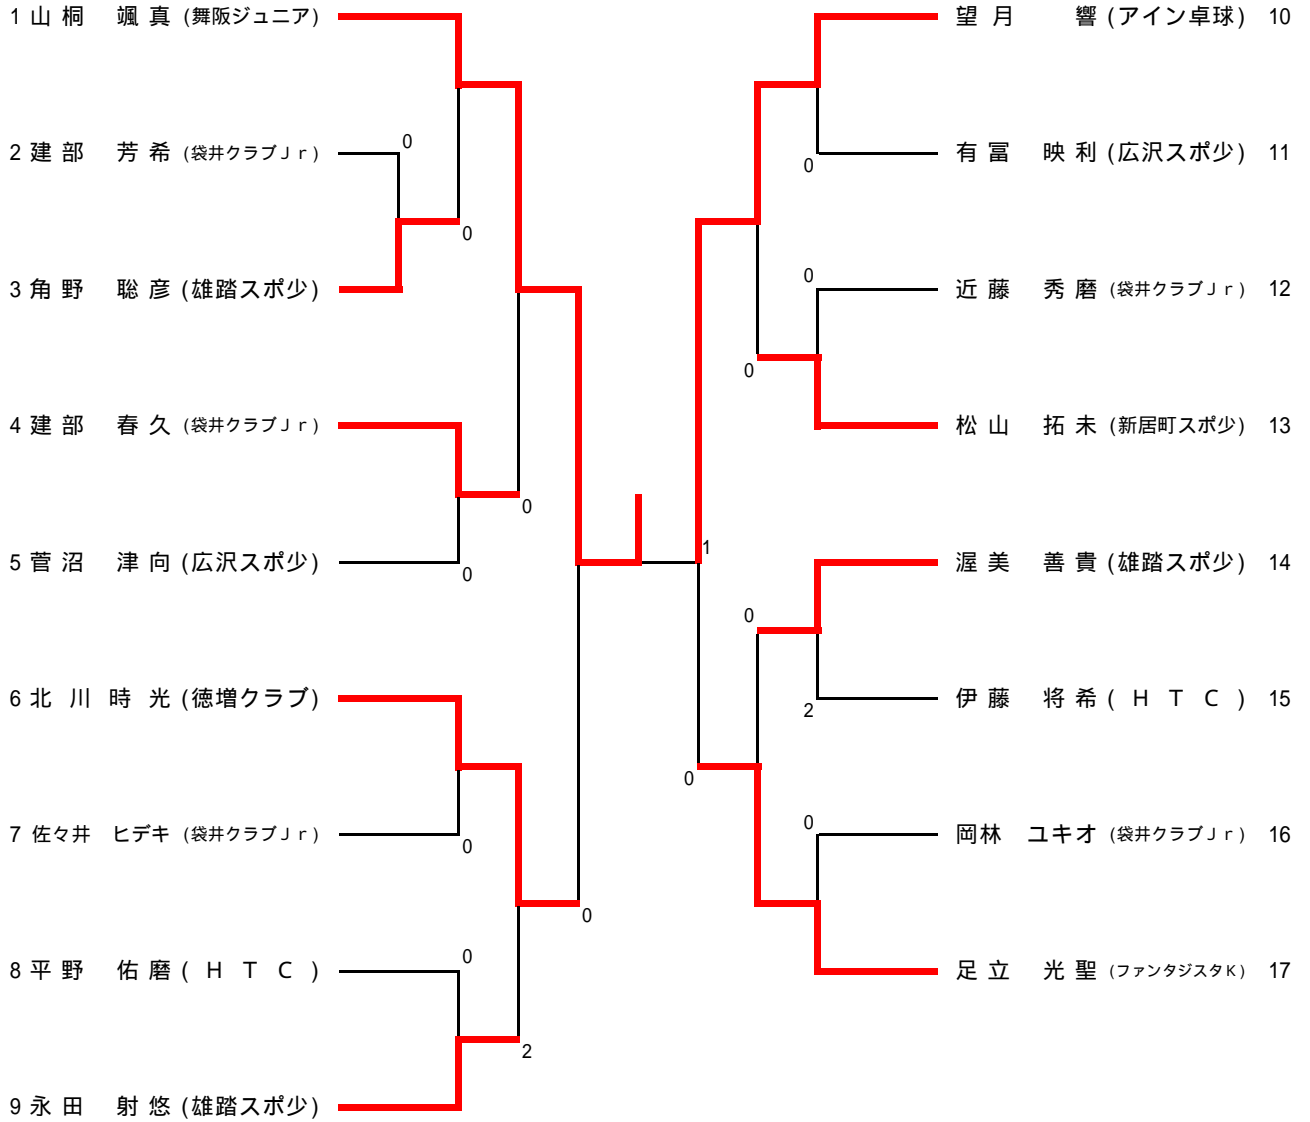 1 山桐 颯真 (舞阪ジュニア)
0
2 建部 芳希 (袋井クラブJr)
0
3 角野 聡彦 (雄踏スポ少)
4 建部 春久 (袋井クラブJr)
0
5 菅沼 津向 (広沢スポ少)
0
6 北川時光 (徳増クラブ)
7 佐々井 ヒデキ (袋井クラブJr)
0
0
8 平野 佑磨 (HTC)
0
2
9 永田 射悠 (雄踏スポ少)
1
望月 響 (アイン卓球) 10
有冨 映利 (広沢スポ少) 11
0
0
近藤 秀磨 (袋井クラブJr) 12
0
松山 拓未 (新居町スポ少) 13
渥美 善貴 (雄踏スポ少) 14
0
伊藤 将希 (HTC) 15
2
0
0
岡林 ユキオ (袋井クラブJr) 16
足立 光聖 (ファンタジスタK) 17